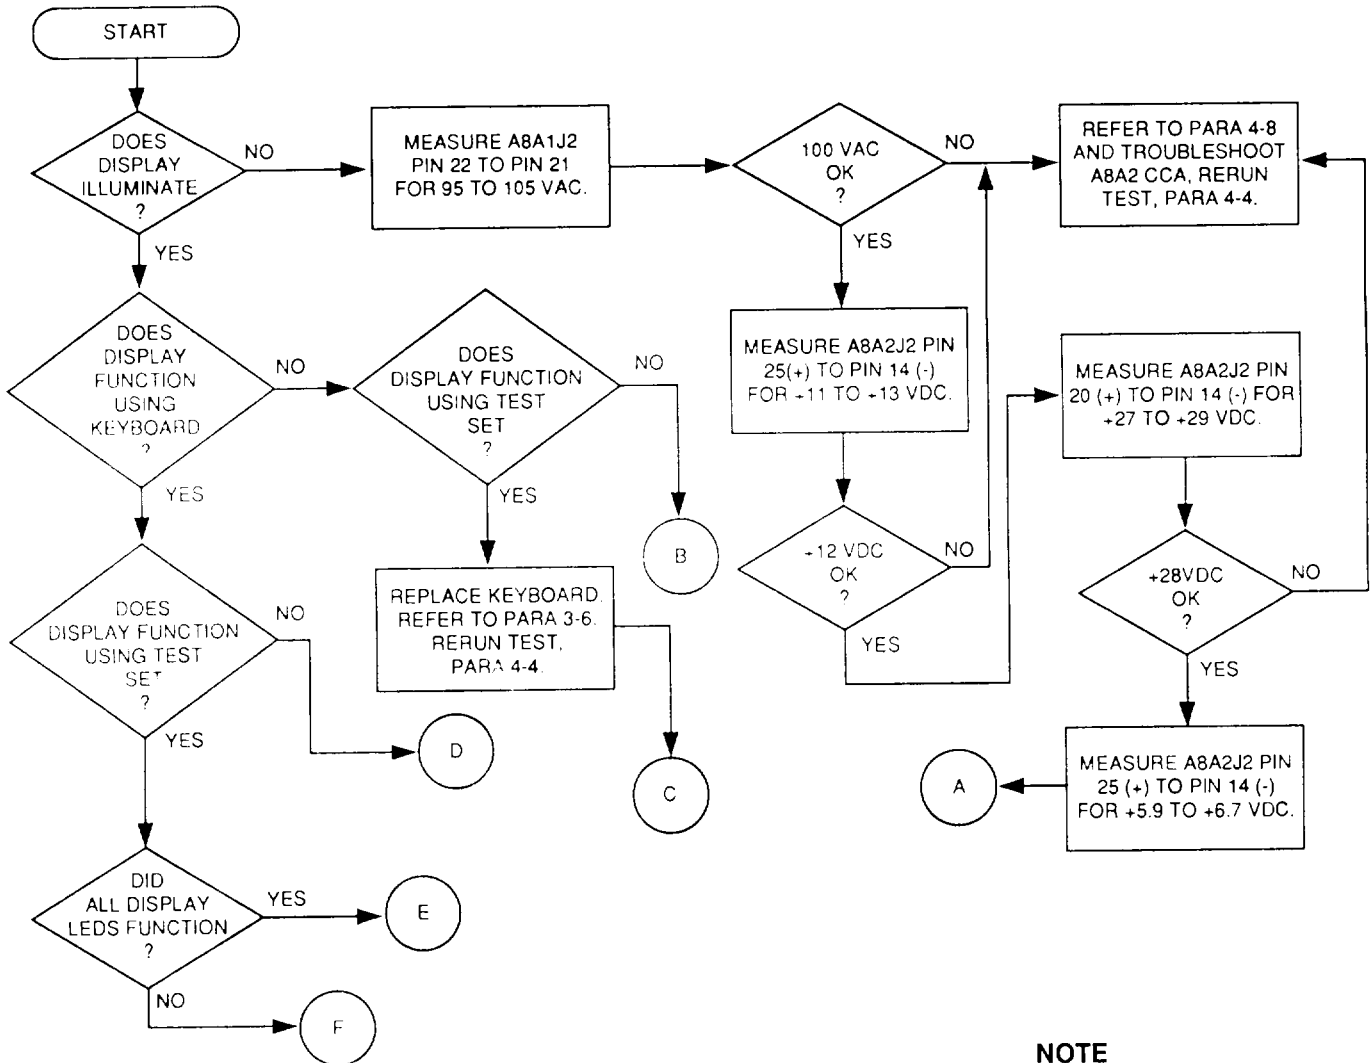 START
DOES
DISPLAY
ILLUMINATE
?
NO
YES
MEASURE A8A1J2
PIN 22 TO PIN 21
FOR 95 TO 105 VAC.
100 VAC
OK
?
NO
YES
REFER TO PARA 4-8
AND TROUBLESHOOT
A8A2 CCA, RERUN
TEST, PARA 4-4.
DOES
DISPLAY
FUNCTION
USING
KEYBOARD
?
NO
YES
DOES
DISPLAY FUNCTION
USING TEST
SET
?
NO
YES
MEASURE A8A2J2 PIN
25(+) TO PIN 14 (-)
FOR +11 TO +13 VDC.
MEASURE A8A2J2 PIN
20 (+) TO PIN 14 (-) FOR
+27 TO +29 VDC.
B
+12 VDC
OK
?
NO
YES
+28VDC
OK
?
NO
YES
DOES
DISPLAY FUNCTION
USING TEST
SET
?
NO
YES
REPLACE KEYBOARD.
REFER TO PARA 3-6.
RERUN TEST,
PARA 4-4.
D
C
A
MEASURE A8A2J2 PIN
25 (+) TO PIN 14 (-)
FOR +5.9 TO +6.7 VDC.
DID
ALL DISPLAY
LEDS FUNCTION
?
YES
NO
E
F
NOTE